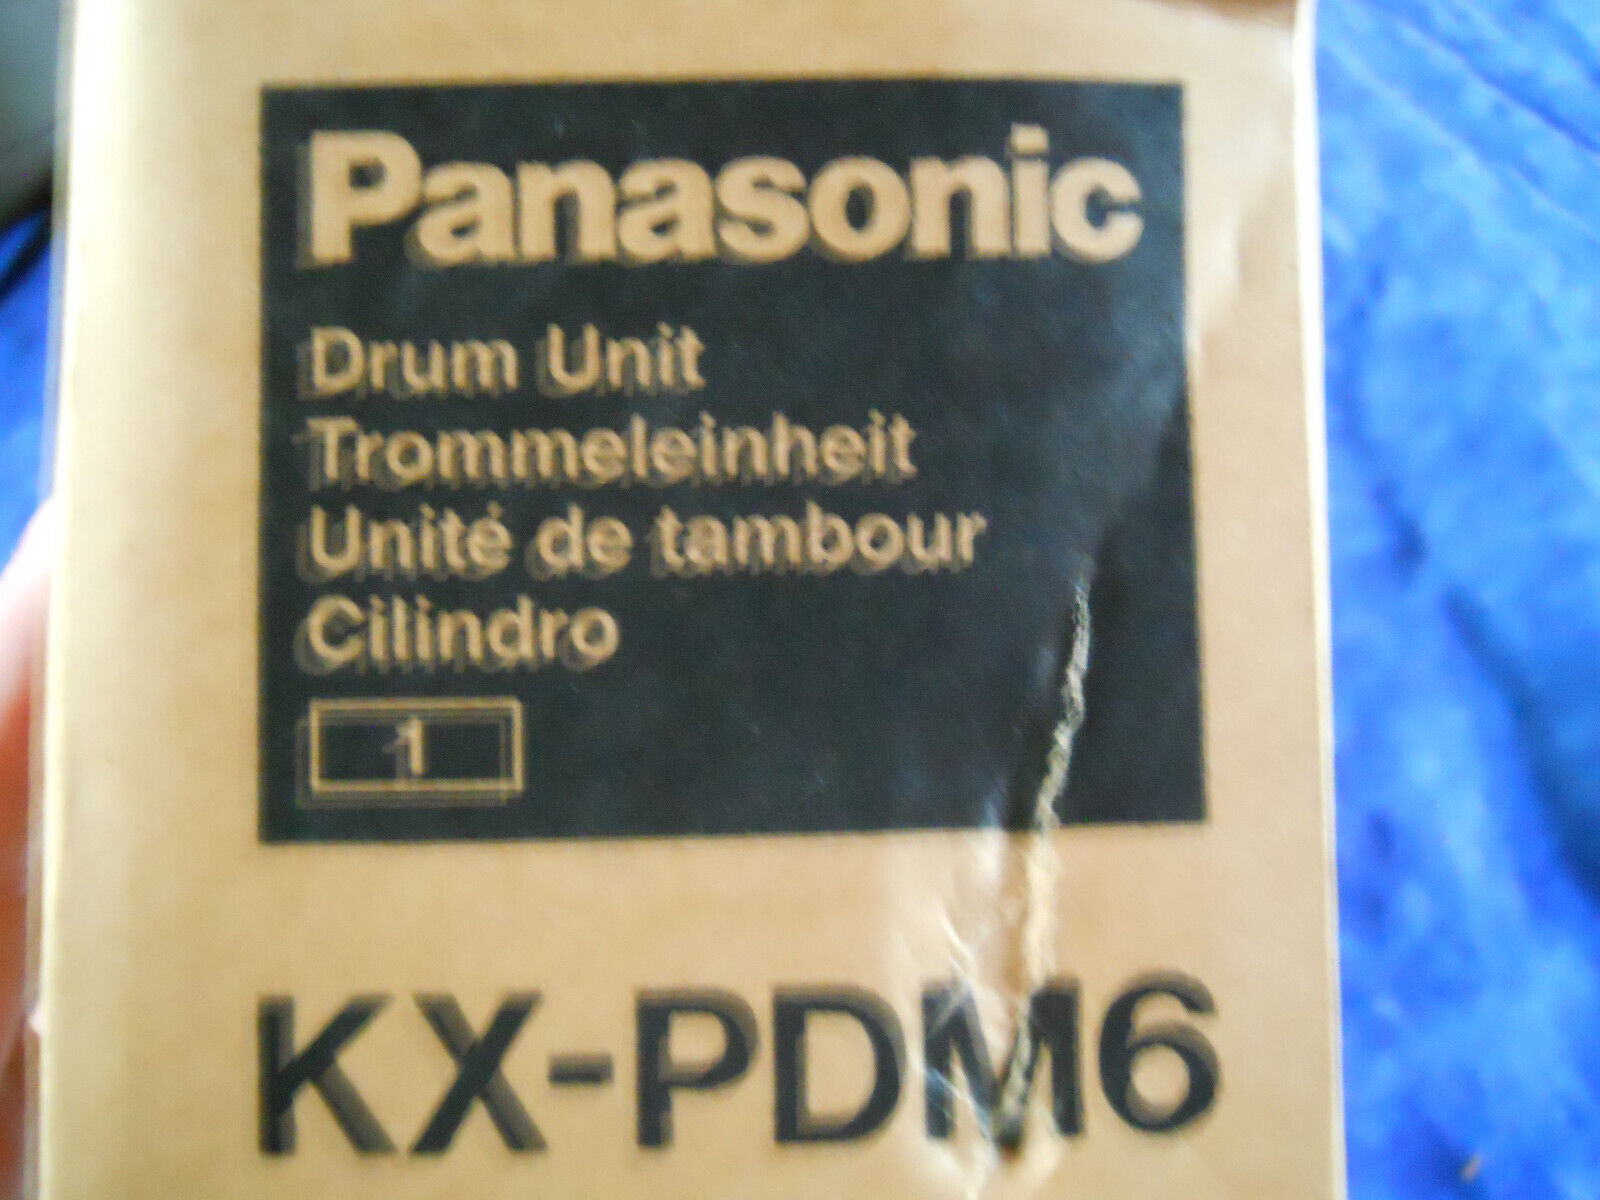 Panasonic
Drum Unit
Trommeleinheit
Unité de tambour
Cilindro
1
KX-PDM6